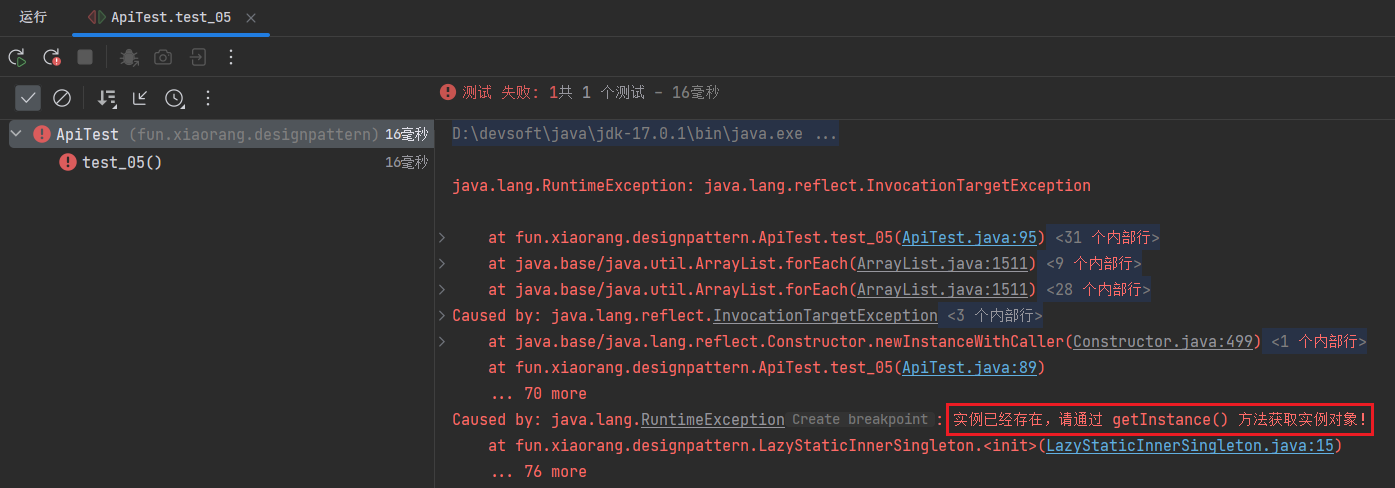 运行
ApiTest.test_05
测试 失败: 1共 1 个测试 – 16毫秒
ApiTest (fun.xiaorang.designpattern) 16毫秒
test_05() 16毫秒
D:\devsoft\java\jdk-17.0.1\bin\java.exe ...
java.lang.RuntimeException: java.lang.reflect.InvocationTargetException
at fun.xiaorang.designpattern.ApiTest.test_05(ApiTest.java:95) <31 个内部行>
at java.base/java.util.ArrayList.forEach(ArrayList.java:1511) <9 个内部行>
at java.base/java.util.ArrayList.forEach(ArrayList.java:1511) <28 个内部行>
Caused by: java.lang.reflect.InvocationTargetException <3 个内部行>
at java.base/java.lang.reflect.Constructor.newInstanceWithCaller(Constructor.java:499) <1 个内部行>
at fun.xiaorang.designpattern.ApiTest.test_05(ApiTest.java:89)
... 70 more
Caused by: java.lang.RuntimeException Create breakpoint : 实例已经存在,请通过 getInstance() 方法获取实例对象!
at fun.xiaorang.designpattern.LazyStaticInnerSingleton.<init>(LazyStaticInnerSingleton.java:15)
... 76 more